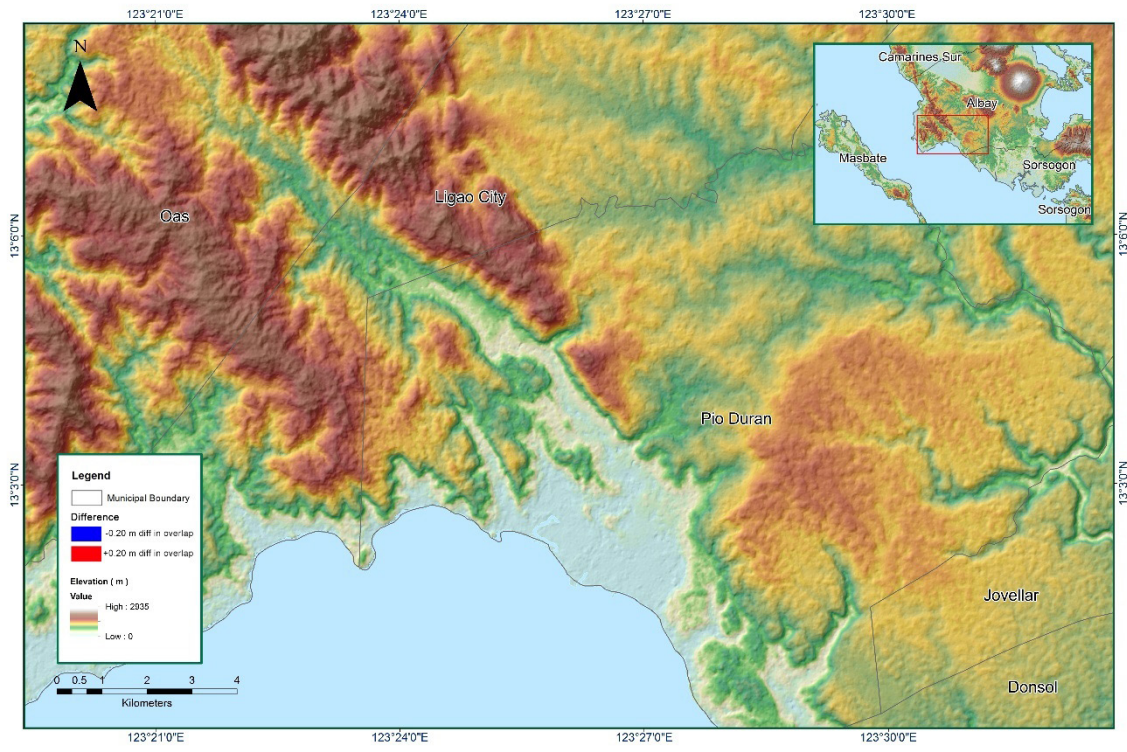 123°21'0"E
123°24'0"E
123°27'0"E
123°30'0"E
N
Camarines Sur
Albay
Masbate
Sorsogon
Sorsogon
Oas
Ligao City
13°6'0"N
13°6'0"N
Pio Duran
13°3'0"N
13°3'0"N
Jovellar
Donsol
Legend
Municipal Boundary
Difference
-0.20 m diff in overlap
+0.20 m diff in overlap
Elevation ( m )
Value
High : 2935
Low : 0
0 0.5 1 2 3 4
Kilometers
123°21'0"E
123°24'0"E
123°27'0"E
123°30'0"E